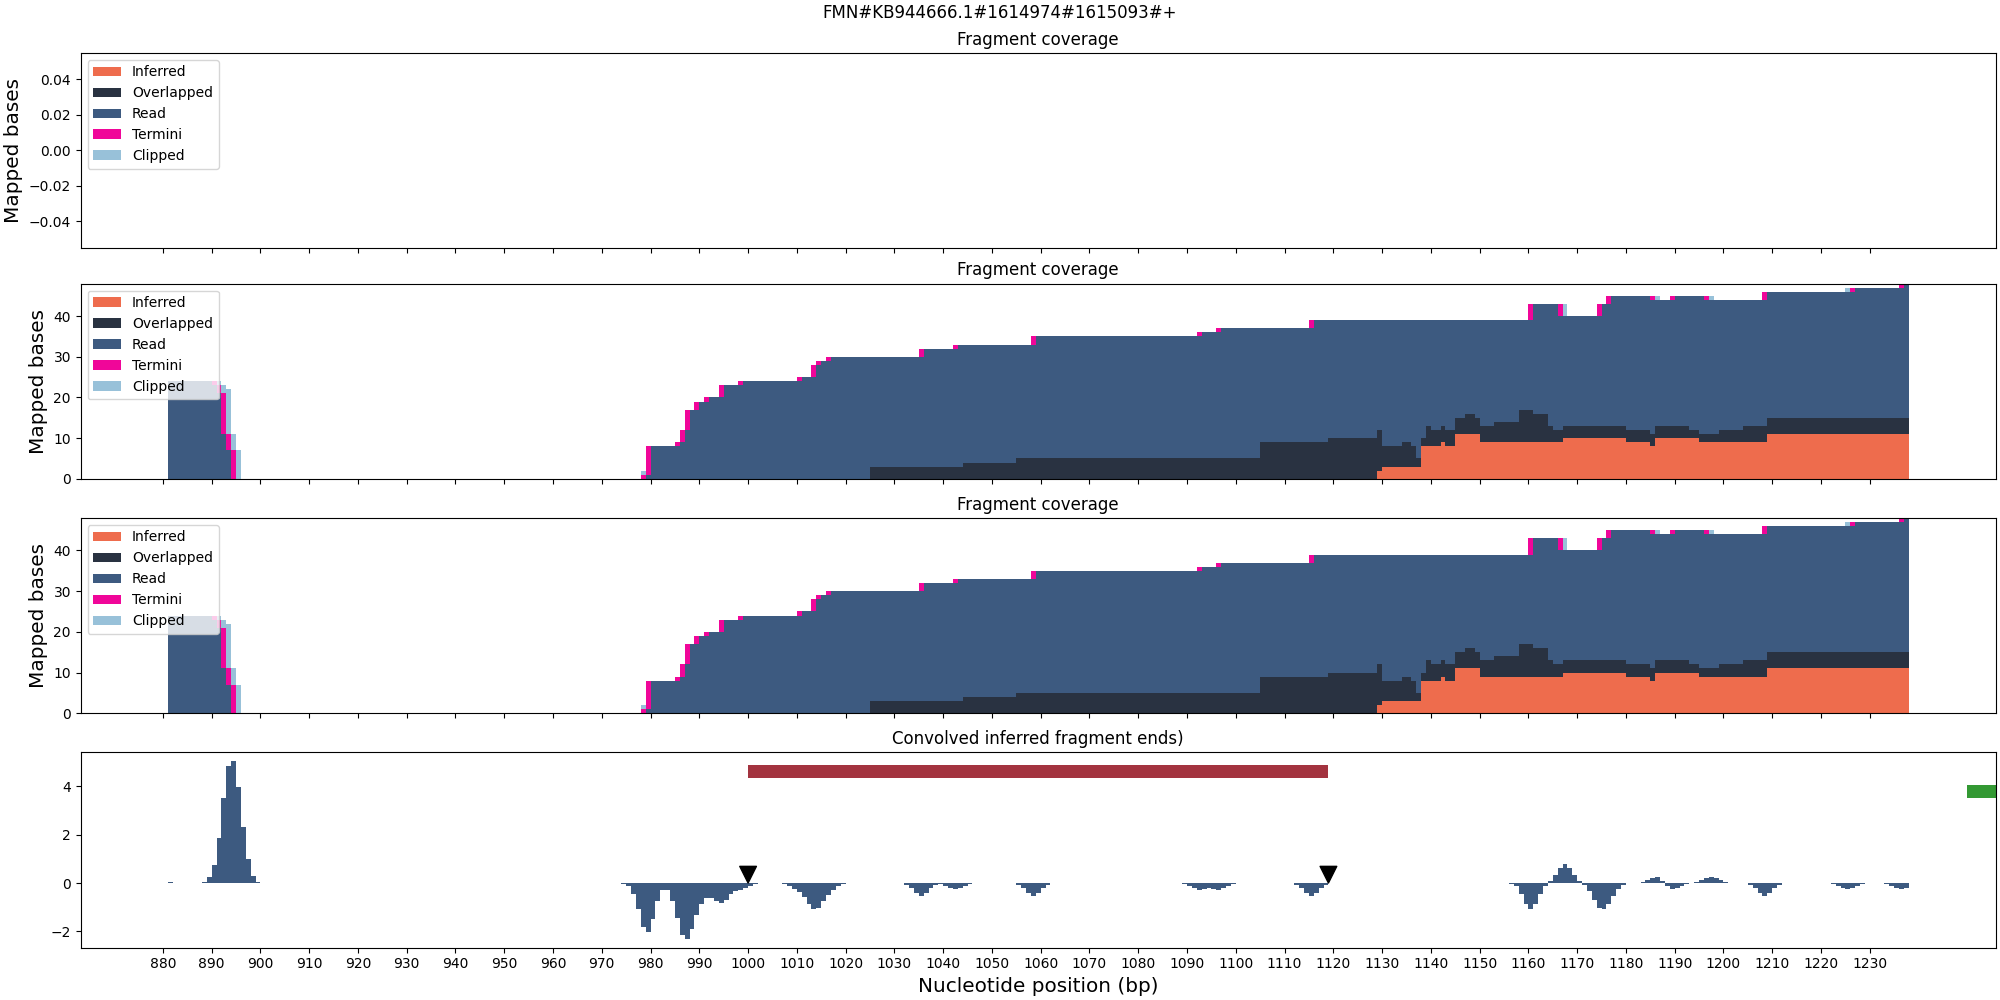 FMN#KB944666.1#1614974#1615093#+
Fragment coverage
Mapped bases
0.04
0.02
0.00
−0.02
−0.04
Inferred
Overlapped
Read
Termini
Clipped
Fragment coverage
Mapped bases
40
30
20
10
0
Inferred
Overlapped
Read
Termini
Clipped
Fragment coverage
Mapped bases
40
30
20
10
0
Inferred
Overlapped
Read
Termini
Clipped
Convolved inferred fragment ends)
4
2
0
−2
880 890 900 910 920 930 940 950 960 970 980 990 1000 1010 1020 1030 1040 1050 1060 1070 1080 1090 1100 1110 1120 1130 1140 1150 1160 1170 1180 1190 1200 1210 1220 1230
Nucleotide position (bp)